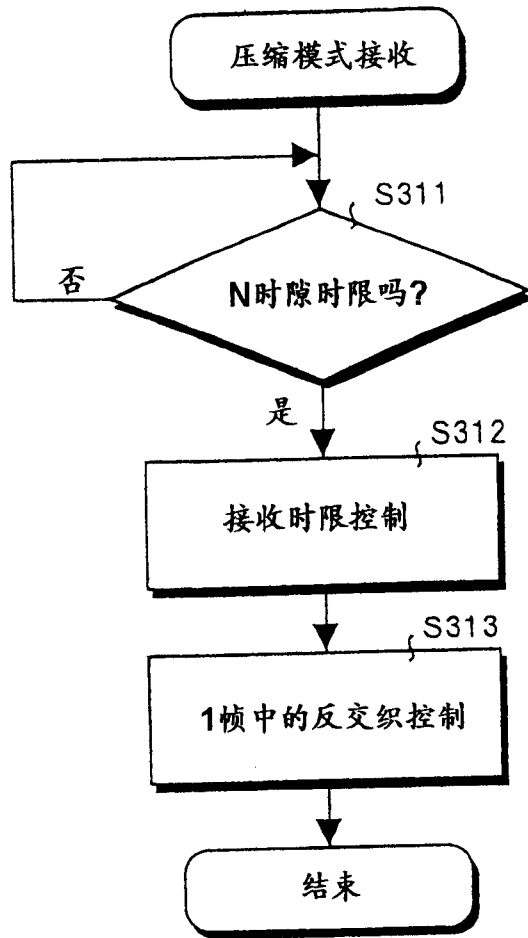 压缩模式接收
S311
否
N时隙时限吗?
是
S312
接收时限控制
S313
1帧中的反交织控制
结束